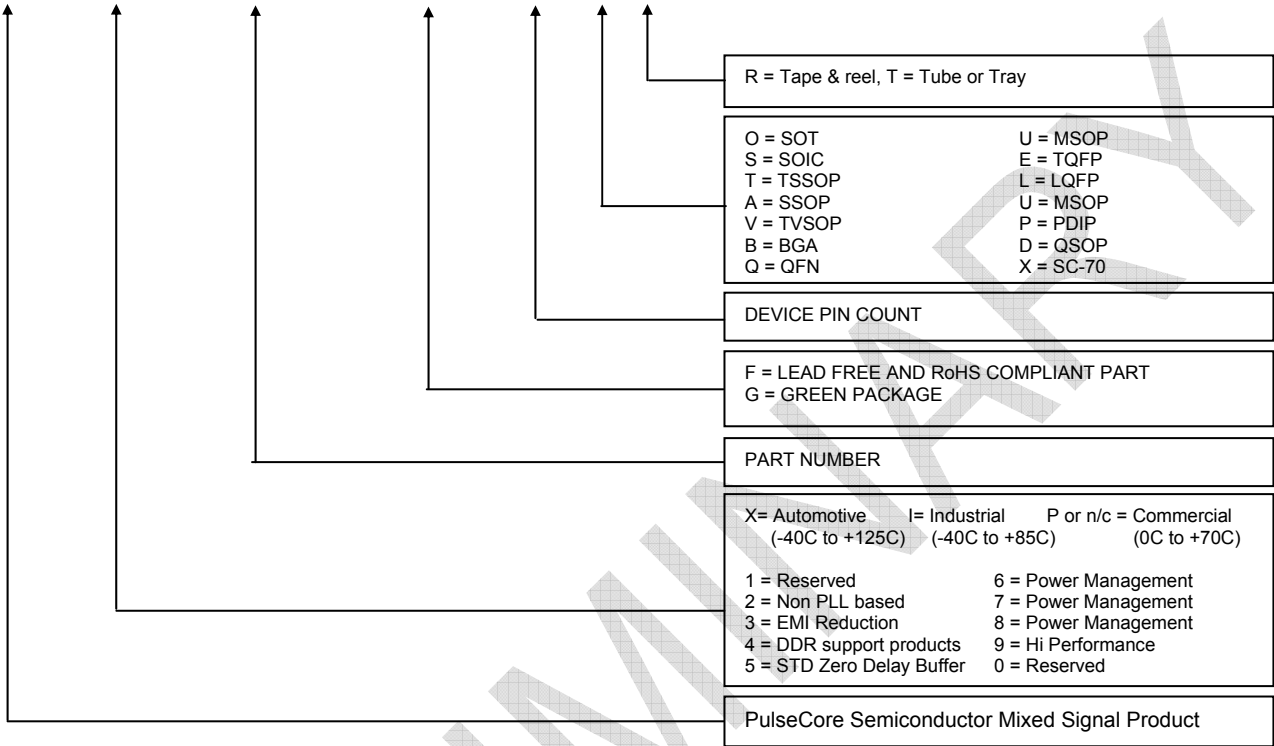 R = Tape & reel, T = Tube or Tray
O = SOT U = MSOP
S = SOIC E = TQFP
T = TSSOP L = LQFP
A = SSOP U = MSOP
V = TVSOP P = PDIP
B = BGA D = QSOP
Q = QFN X = SC-70
DEVICE PIN COUNT
F = LEAD FREE AND RoHS COMPLIANT PART
G = GREEN PACKAGE
PART NUMBER
X= Automotive I= Industrial P or n/c = Commercial
(-40C to +125C) (-40C to +85C) (0C to +70C)
1 = Reserved 6 = Power Management
2 = Non PLL based 7 = Power Management
3 = EMI Reduction 8 = Power Management
4 = DDR support products 9 = Hi Performance
5 = STD Zero Delay Buffer 0 = Reserved
PulseCore Semiconductor Mixed Signal Product
MINARY